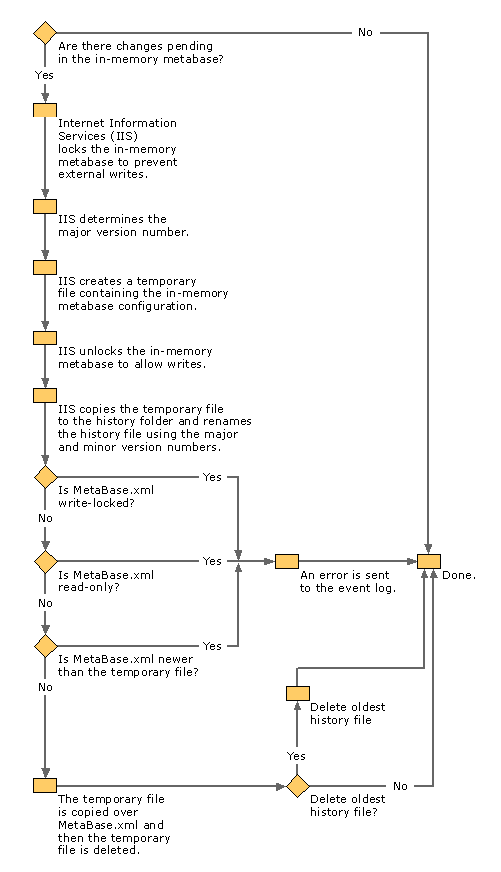 No
Are there changes pending
in the in-memory metabase?
Yes
Internet Information
Services (IIS)
locks the in-memory
metabase to prevent
external writes.
IIS determines the
major version number.
IIS creates a temporary
file containing the in-memory
metabase configuration.
IIS unlocks the in-memory
metabase to allow writes.
IIS copies the temporary file
to the history folder and renames
the history file using the major
and minor version numbers.
Yes
Is MetaBase.xml
write-locked?
No
Yes
Is MetaBase.xml
read-only?
An error is sent
to the event log.
Done.
No
Yes
Is MetaBase.xml newer
than the temporary file?
No
Delete oldest
history file
Yes
No
The temporary file
is copied over
MetaBase.xml and
then the temporary
file is deleted.
Delete oldest
history file?